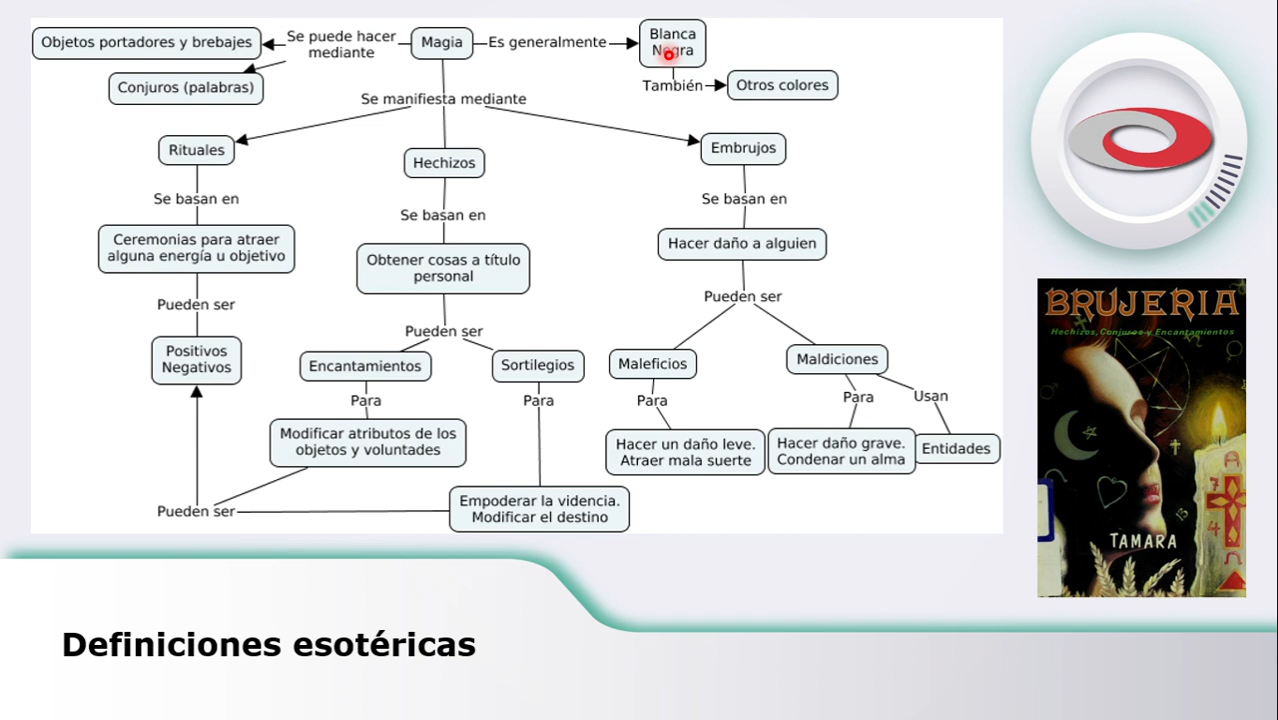 Objetos portadores y brebajes
Se puede hacer
mediante
Magia
Es generalmente
Blanca
Negra
Conjuros (palabras)
También
Otros colores
Se manifiesta mediante
Rituales
Hechizos
Embrujos
Se basan en
Se basan en
Se basan en
Ceremonias para atraer
alguna energía u objetivo
Obtener cosas a título
personal
Hacer daño a alguien
Pueden ser
Pueden ser
Pueden ser
Positivos
Negativos
Encantamientos
Sortilegios
Maleficios
Maldiciones
Para
Para
Para
Para
Usan
Modificar atributos de los
objetos y voluntades
Hacer un daño leve.
Atraer mala suerte
Hacer daño grave.
Condenar un alma
Entidades
Pueden ser
Empoderar la videncia.
Modificar el destino
BRUJERIA
Hechizos, Conjuros y Encantamientos
TAMARA
Definiciones esotéricas